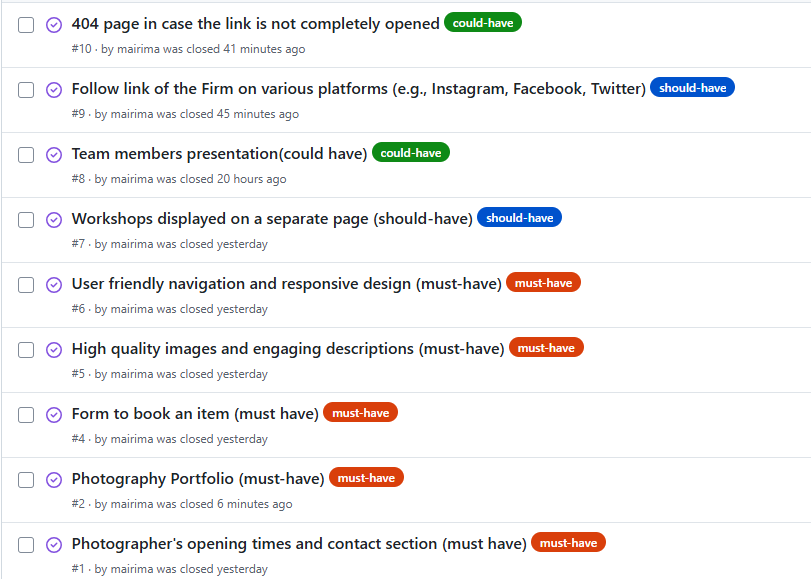 404 page in case the link is not completely opened could-have
#10 · by mairima was closed 41 minutes ago
Follow link of the Firm on various platforms (e.g., Instagram, Facebook, Twitter) should-have
#9 · by mairima was closed 45 minutes ago
Team members presentation(could have) could-have
#8 · by mairima was closed 20 hours ago
Workshops displayed on a separate page (should-have) should-have
#7 · by mairima was closed yesterday
User friendly navigation and responsive design (must-have) must-have
#6 · by mairima was closed yesterday
High quality images and engaging descriptions (must-have) must-have
#5 · by mairima was closed yesterday
Form to book an item (must have) must-have
#4 · by mairima was closed yesterday
Photography Portfolio (must-have) must-have
#2 · by mairima was closed 6 minutes ago
Photographer's opening times and contact section (must have) must-have
#1 · by mairima was closed yesterday